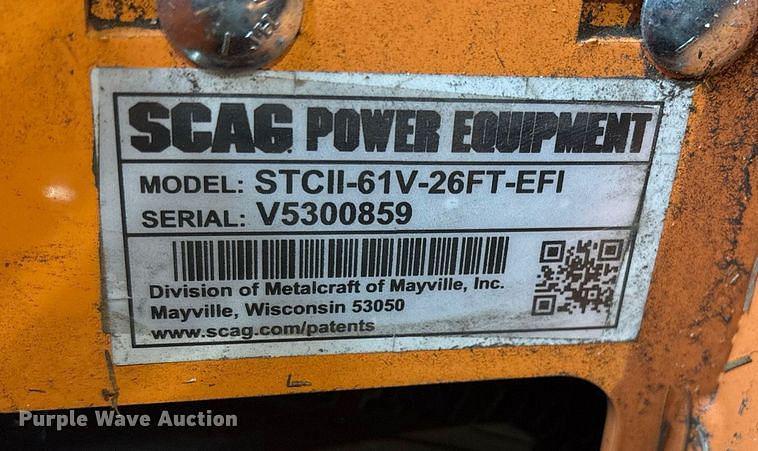 SCAG POWER EQUIPMENT
MODEL: STCII-61V-26FT-EFI
SERIAL: V5300859
Division of Metalcraft of Mayville, Inc.
Mayville, Wisconsin 53050
www.scag.com/patents
Purple Wave Auction